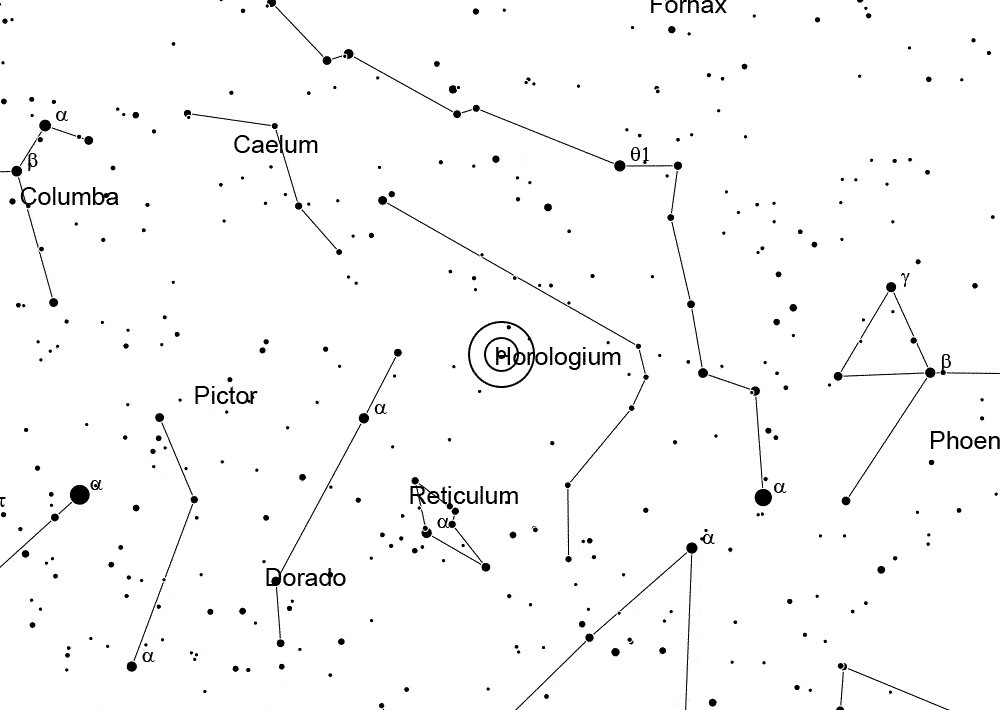 Fornax
α
Caelum
θ1
β
Columba
γ
Horologium
β
Pictor
α
Phoen
α
τ
Reticulum
α
α
α
Dorado
α